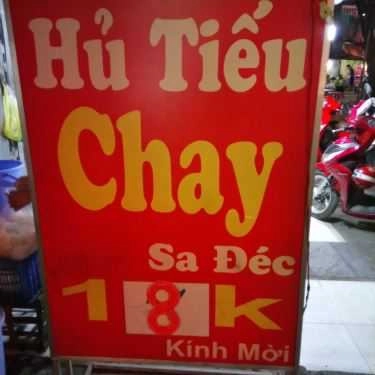 Hủ Tiếu
Chay
Sa Đéc
18K
Kính Mời